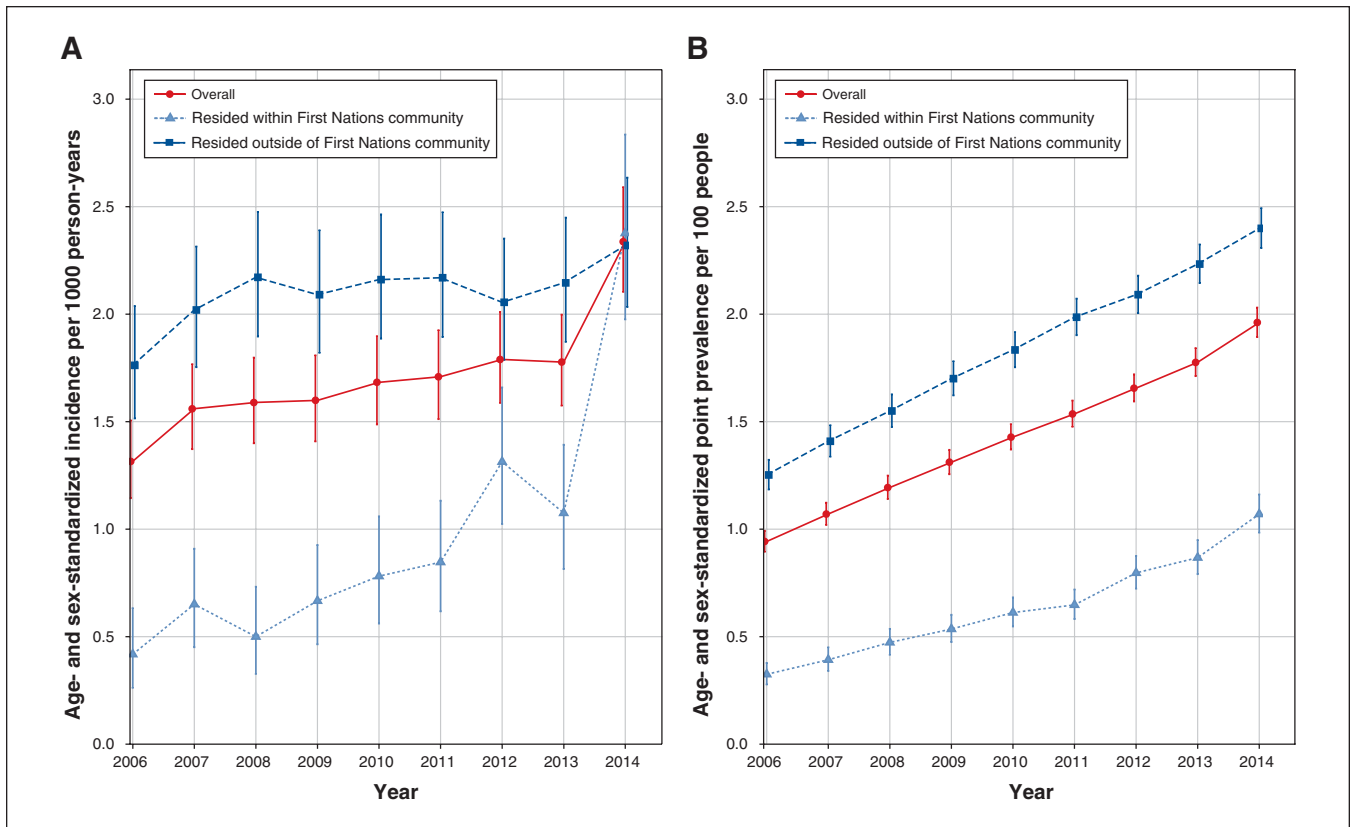 A
Age- and sex-standardized incidence per 1000 person-years
3.0
2.5
2.0
1.5
1.0
0.5
0.0
Overall
Resided within First Nations community
Resided outside of First Nations community
2006 2007 2008 2009 2010 2011 2012 2013 2014
Year
B
Age- and sex-standardized point prevalence per 100 people
3.0
2.5
2.0
1.5
1.0
0.5
0.0
Overall
Resided within First Nations community
Resided outside of First Nations community
2006 2007 2008 2009 2010 2011 2012 2013 2014
Year